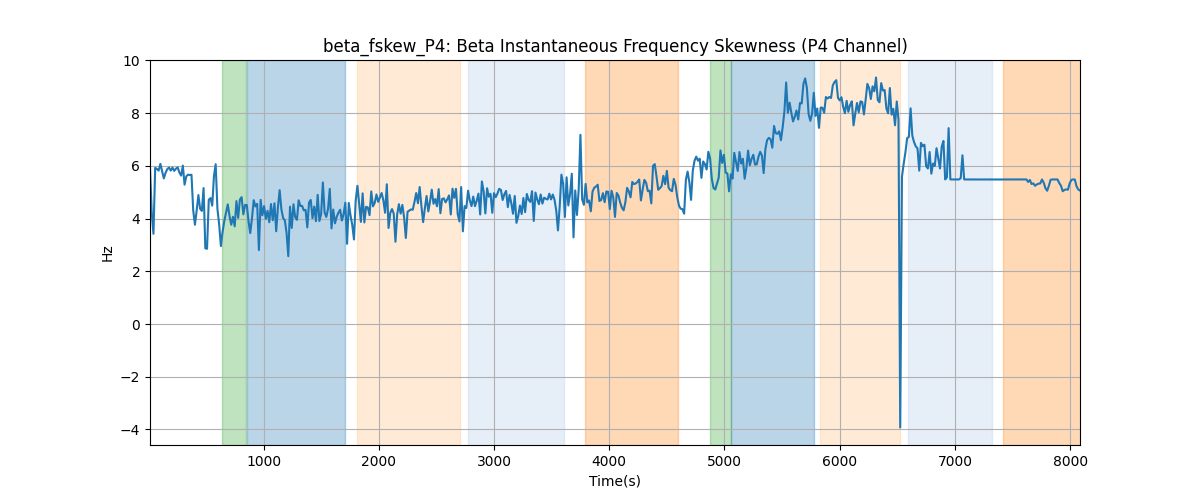 beta_fskew_P4: Beta Instantaneous Frequency Skewness (P4 Channel)
10
8
6
4
2
0
−2
−4
Hz
1000 2000 3000 4000 5000 6000 7000 8000
Time(s)